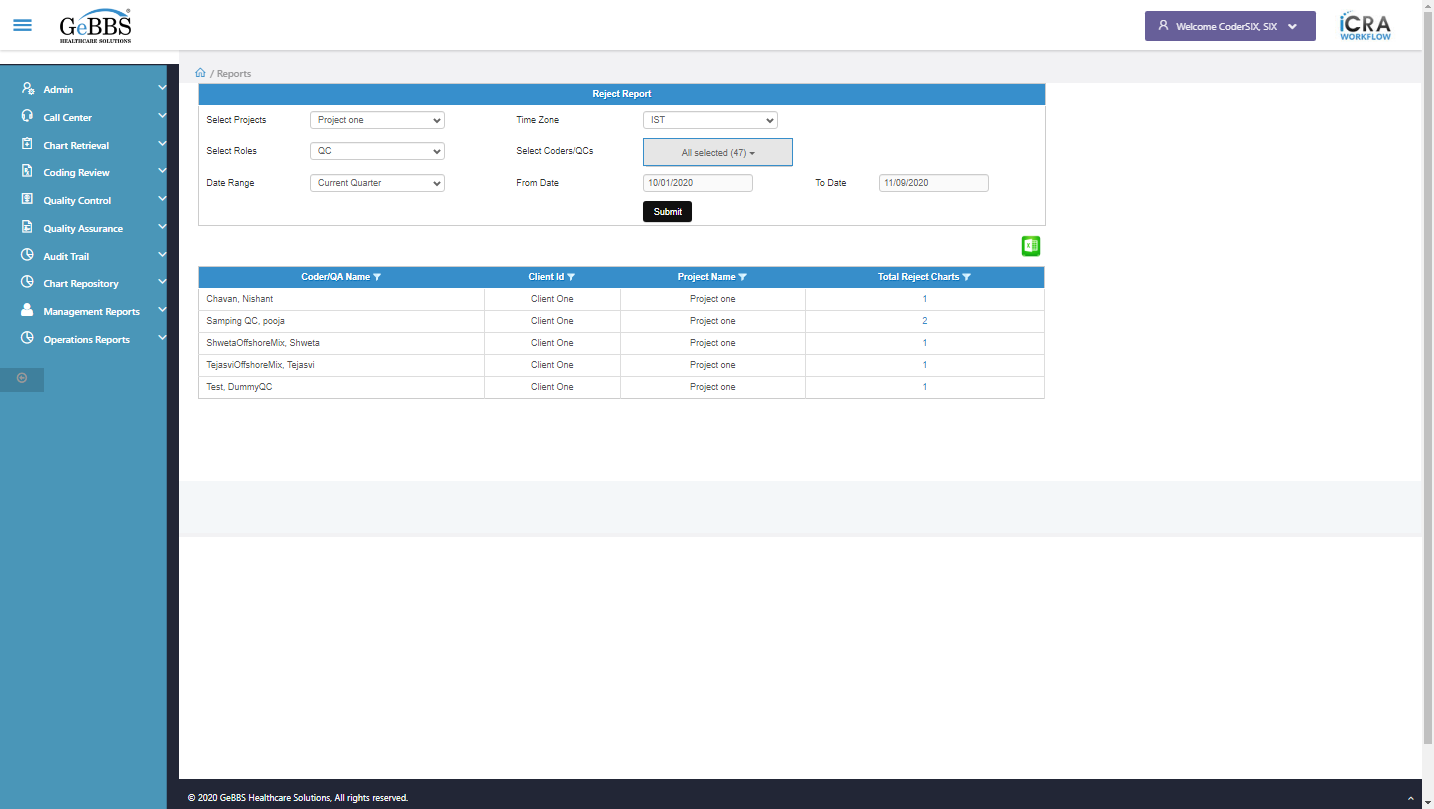 GeBBS®
HEALTHCARE SOLUTIONS
Welcome CoderSIX, SIX
iCRA
WORKFLOW
/ Reports
Admin
Call Center
Chart Retrieval
Coding Review
Quality Control
Quality Assurance
Audit Trail
Chart Repository
Management Reports
Operations Reports
Reject Report
Select Projects Project one Time Zone IST
Select Roles QC Select Coders/QCs All selected (47)
Date Range Current Quarter From Date 10/01/2020 To Date 11/09/2020
Submit
Coder/QA Name Client Id Project Name Total Reject Charts
Chavan, Nishant Client One Project one 1
Samping QC, pooja Client One Project one 2
ShwetaOffshoreMix, Shweta Client One Project one 1
TejasviOffshoreMix, Tejasvi Client One Project one 1
Test, DummyQC Client One Project one 1
© 2020 GeBBS Healthcare Solutions, All rights reserved.